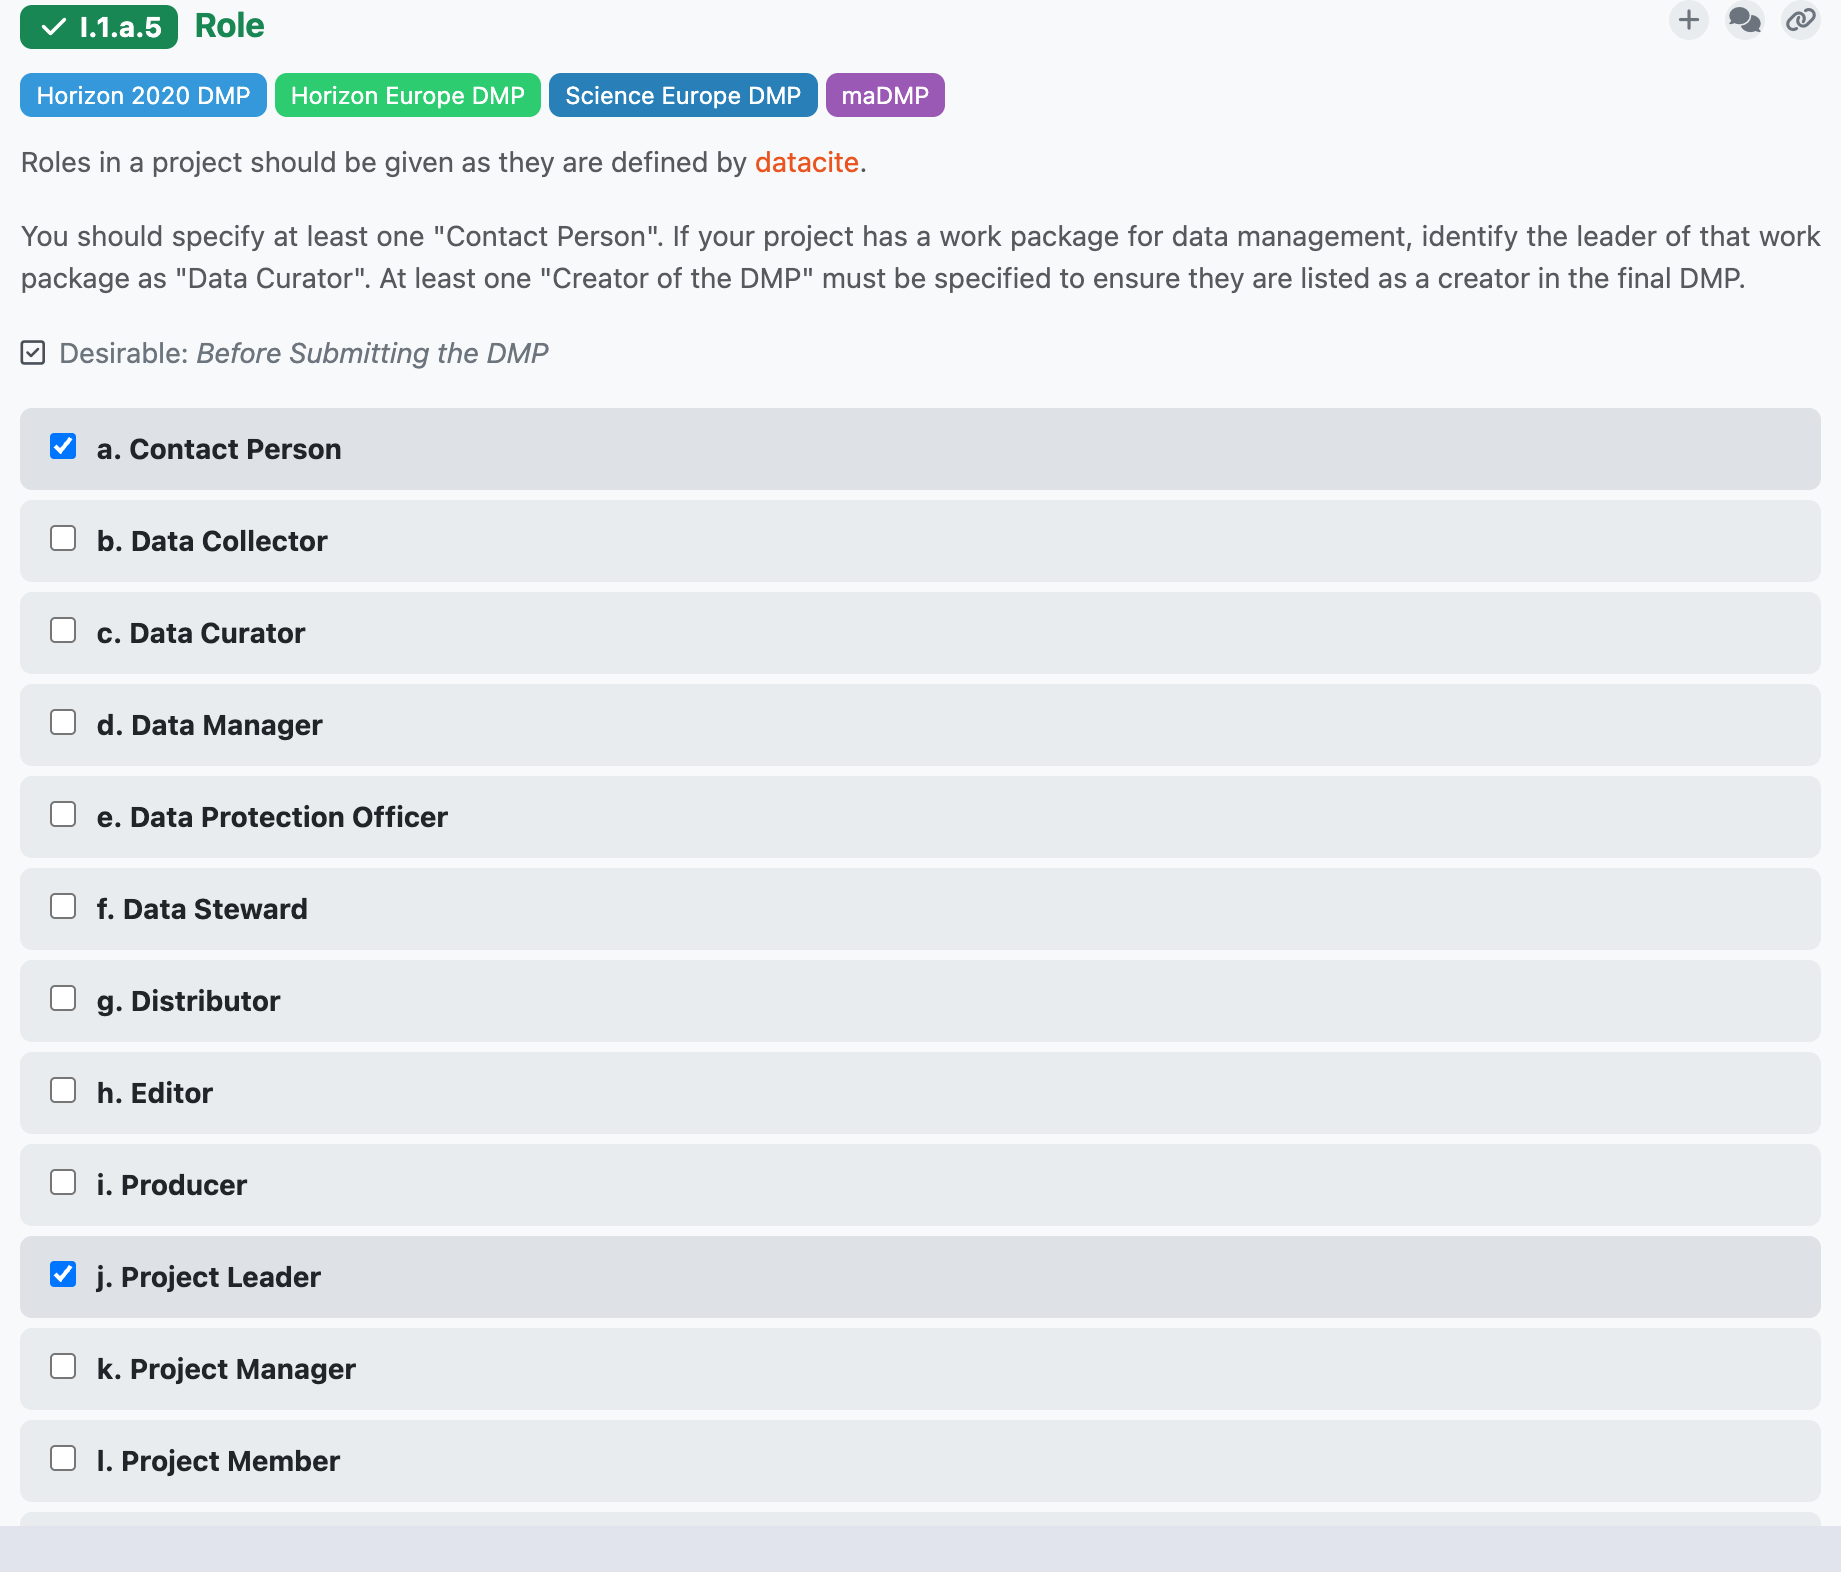 I.1.a.5 Role
Horizon 2020 DMP Horizon Europe DMP Science Europe DMP maDMP
Roles in a project should be given as they are defined by datacite.
You should specify at least one "Contact Person". If your project has a work package for data management, identify the leader of that work
package as "Data Curator". At least one "Creator of the DMP" must be specified to ensure they are listed as a creator in the final DMP.
Desirable: Before Submitting the DMP
a. Contact Person
b. Data Collector
c. Data Curator
d. Data Manager
e. Data Protection Officer
f. Data Steward
g. Distributor
h. Editor
i. Producer
j. Project Leader
k. Project Manager
l. Project Member